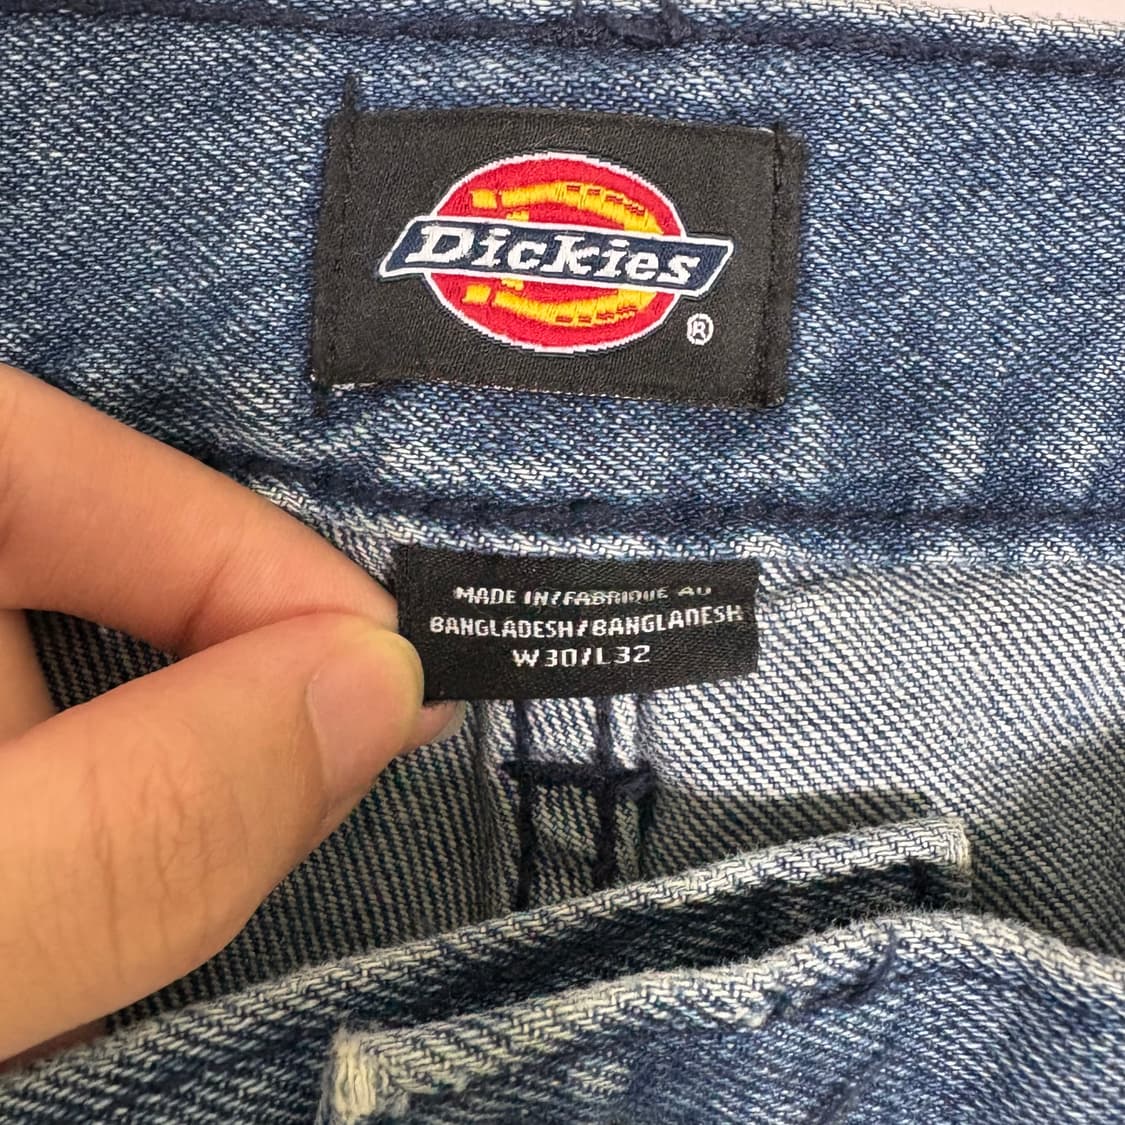 Dickies
®
MADE IN/FABRIQUE AU
BANGLADESH/BANGLADESH
W30/L32